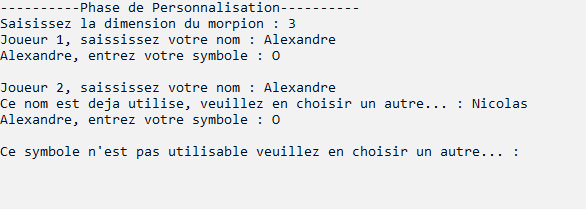 ----------Phase de Personnalisation----------
Saisissez la dimension du morpion : 3
Joueur 1, saississez votre nom : Alexandre
Alexandre, entrez votre symbole : O
Joueur 2, saississez votre nom : Alexandre
Ce nom est deja utilise, veuillez en choisir un autre... : Nicolas
Alexandre, entrez votre symbole : O
Ce symbole n'est pas utilisable veuillez en choisir un autre... :